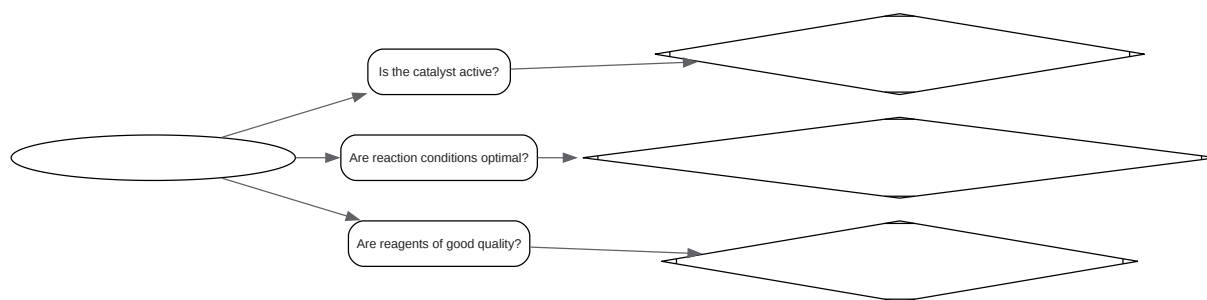 Is the catalyst active?
Are reaction conditions optimal?
Are reagents of good quality?